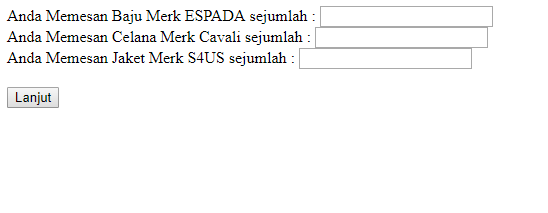 Anda Memesan Baju Merk ESPADA sejumlah :
Anda Memesan Celana Merk Cavali sejumlah :
Anda Memesan Jaket Merk S4US sejumlah :
Lanjut